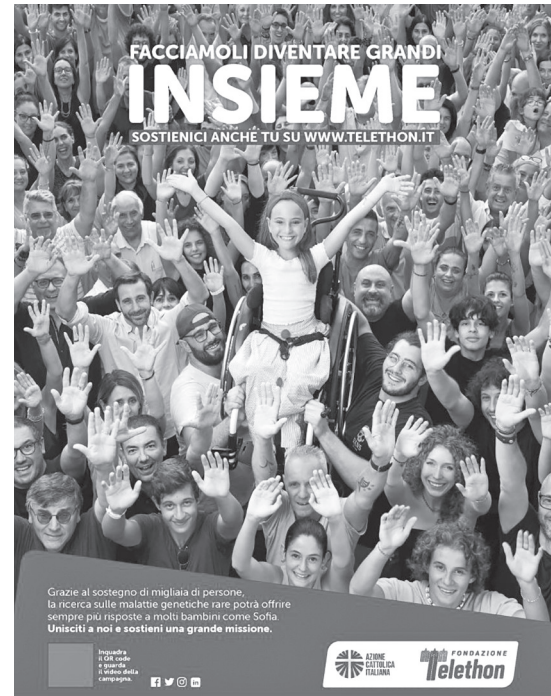 FACCIAMOLI DIVENTARE GRANDI
INSIEME
SOSTIENICI ANCHE TU SU WWW.TELETHON.IT
Grazie al sostegno di migliaia di persone,
la ricerca sulle malattie genetiche rare potrà offrire
sempre più risposte a molti bambini come Sofia.
Unisciti a noi e sostieni una grande missione.
Inquadra
il QR code
e guarda
il video della
campagna.
AZIONE
CATTOLICA
ITALIANA
FONDAZIONE
Telethon